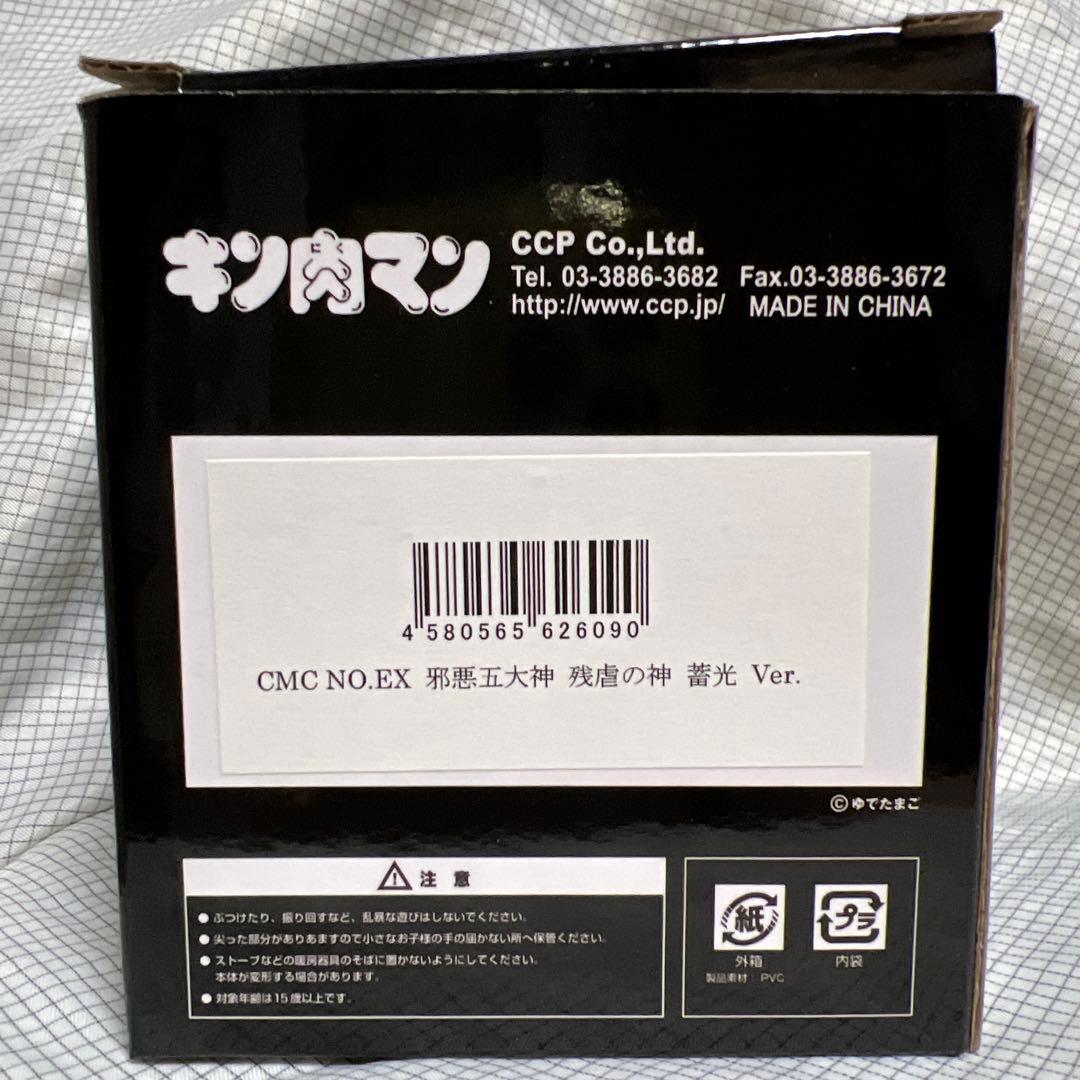 キン肉マン
CCP Co.,Ltd.
Tel. 03-3886-3682 Fax.03-3886-3672
http://www.ccp.jp/ MADE IN CHINA
4 580565 626090
CMC NO.EX 邪悪五大神 残虐の神 蓄光 Ver.
©ゆでたまご
注意
●ぶつけたり、振り回すなど、乱暴な遊びはしないでください。
●尖った部分がありあますので小さなお子様の手の届かない所へ保管ください。
●ストーブなどの暖房器具のそばに置かないようにしてください。
本体が変形する場合があります。
●対象年齢は15歳以上です。
紙
外箱
プラ
内袋
製品素材：PVC